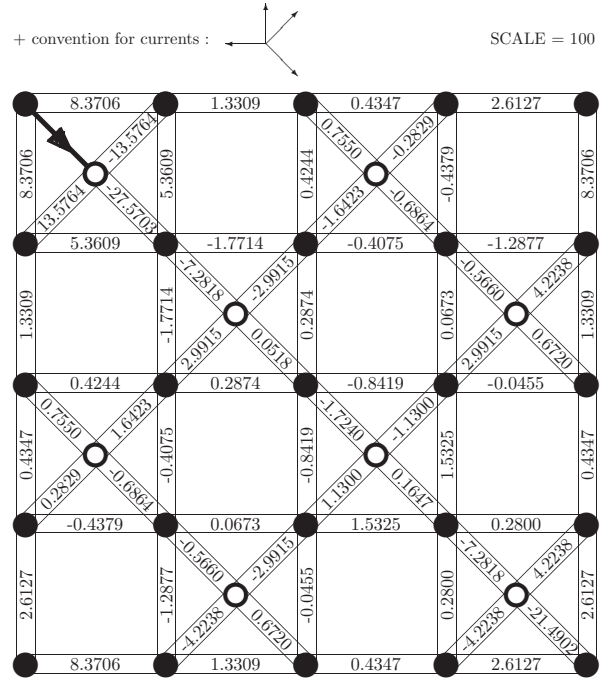 + convention for currents :
SCALE = 100
8.3706 1.3309 0.4347 2.6127
-13.5764 0.7550 -0.2829
8.3706 5.3609 0.4244 -0.4379 8.3706
13.5764 -27.5703 -1.6423 -0.6864
5.3609 -1.7714 -0.4075 -1.2877
-7.2818 -2.9915 -0.5660 4.2238
1.3309 -1.7714 0.2874 0.0673 1.3309
2.9915 0.0518 2.9915 0.6720
0.4244 0.2874 -0.8419 -0.0455
0.7550 1.6423 -1.7240 -1.1300
0.4347 -0.4075 -0.8419 1.5325 0.4347
0.2829 -0.6864 1.1300 0.1647
-0.4379 0.0673 1.5325 0.2800
-0.5660 -2.9915 -7.2818 4.2238
2.6127 -1.2877 -0.0455 0.2800 2.6127
-4.2238 0.6720 -4.2238 -21.4902
8.3706 1.3309 0.4347 2.6127